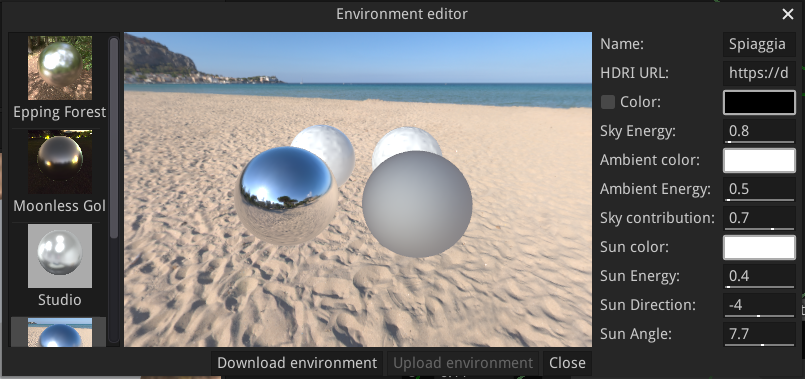 Environment editor
Epping Forest
Moonless Gol
Studio
Name: Spiaggia
HDRI URL: https://d
Color:
Sky Energy: 0.8
Ambient color:
Ambient Energy: 0.5
Sky contribution: 0.7
Sun color:
Sun Energy: 0.4
Sun Direction: -4
Sun Angle: 7.7
Download environment Upload environment Close